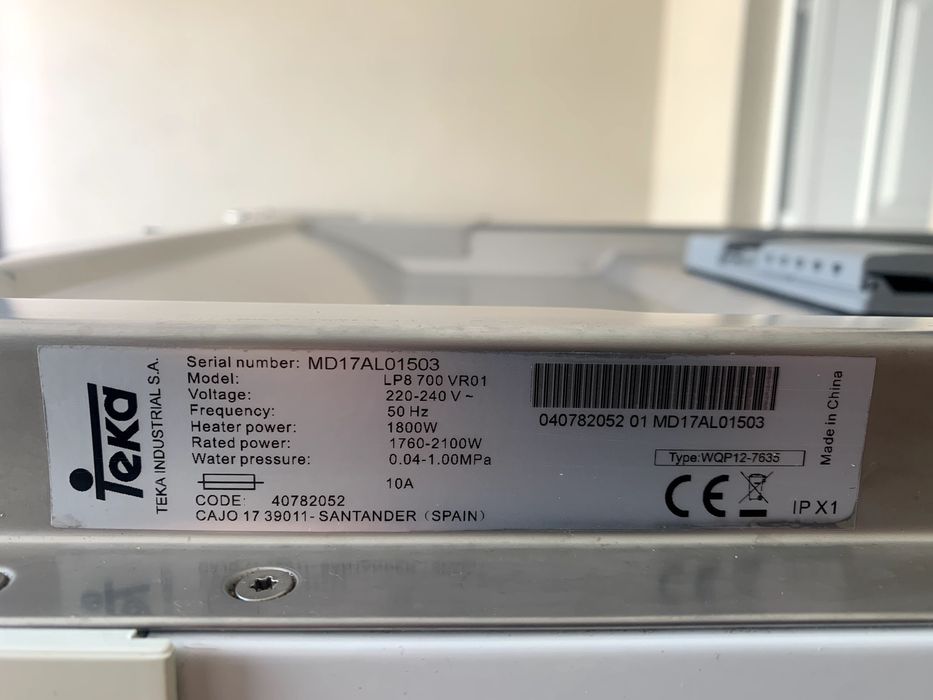 Teka
TEKA INDUSTRIAL S.A.
Serial number: MD17AL01503
Model: LP8 700 VR01
Voltage: 220-240 V ~
Frequency: 50 Hz
Heater power: 1800W
Rated power: 1760-2100W
Water pressure: 0.04-1.00MPa
10A
CODE: 40782052
CAJO 17 39011- SANTANDER (SPAIN)
040782052 01 MD17AL01503
Type:WQP12-7635
CE
IP X1
Made in China